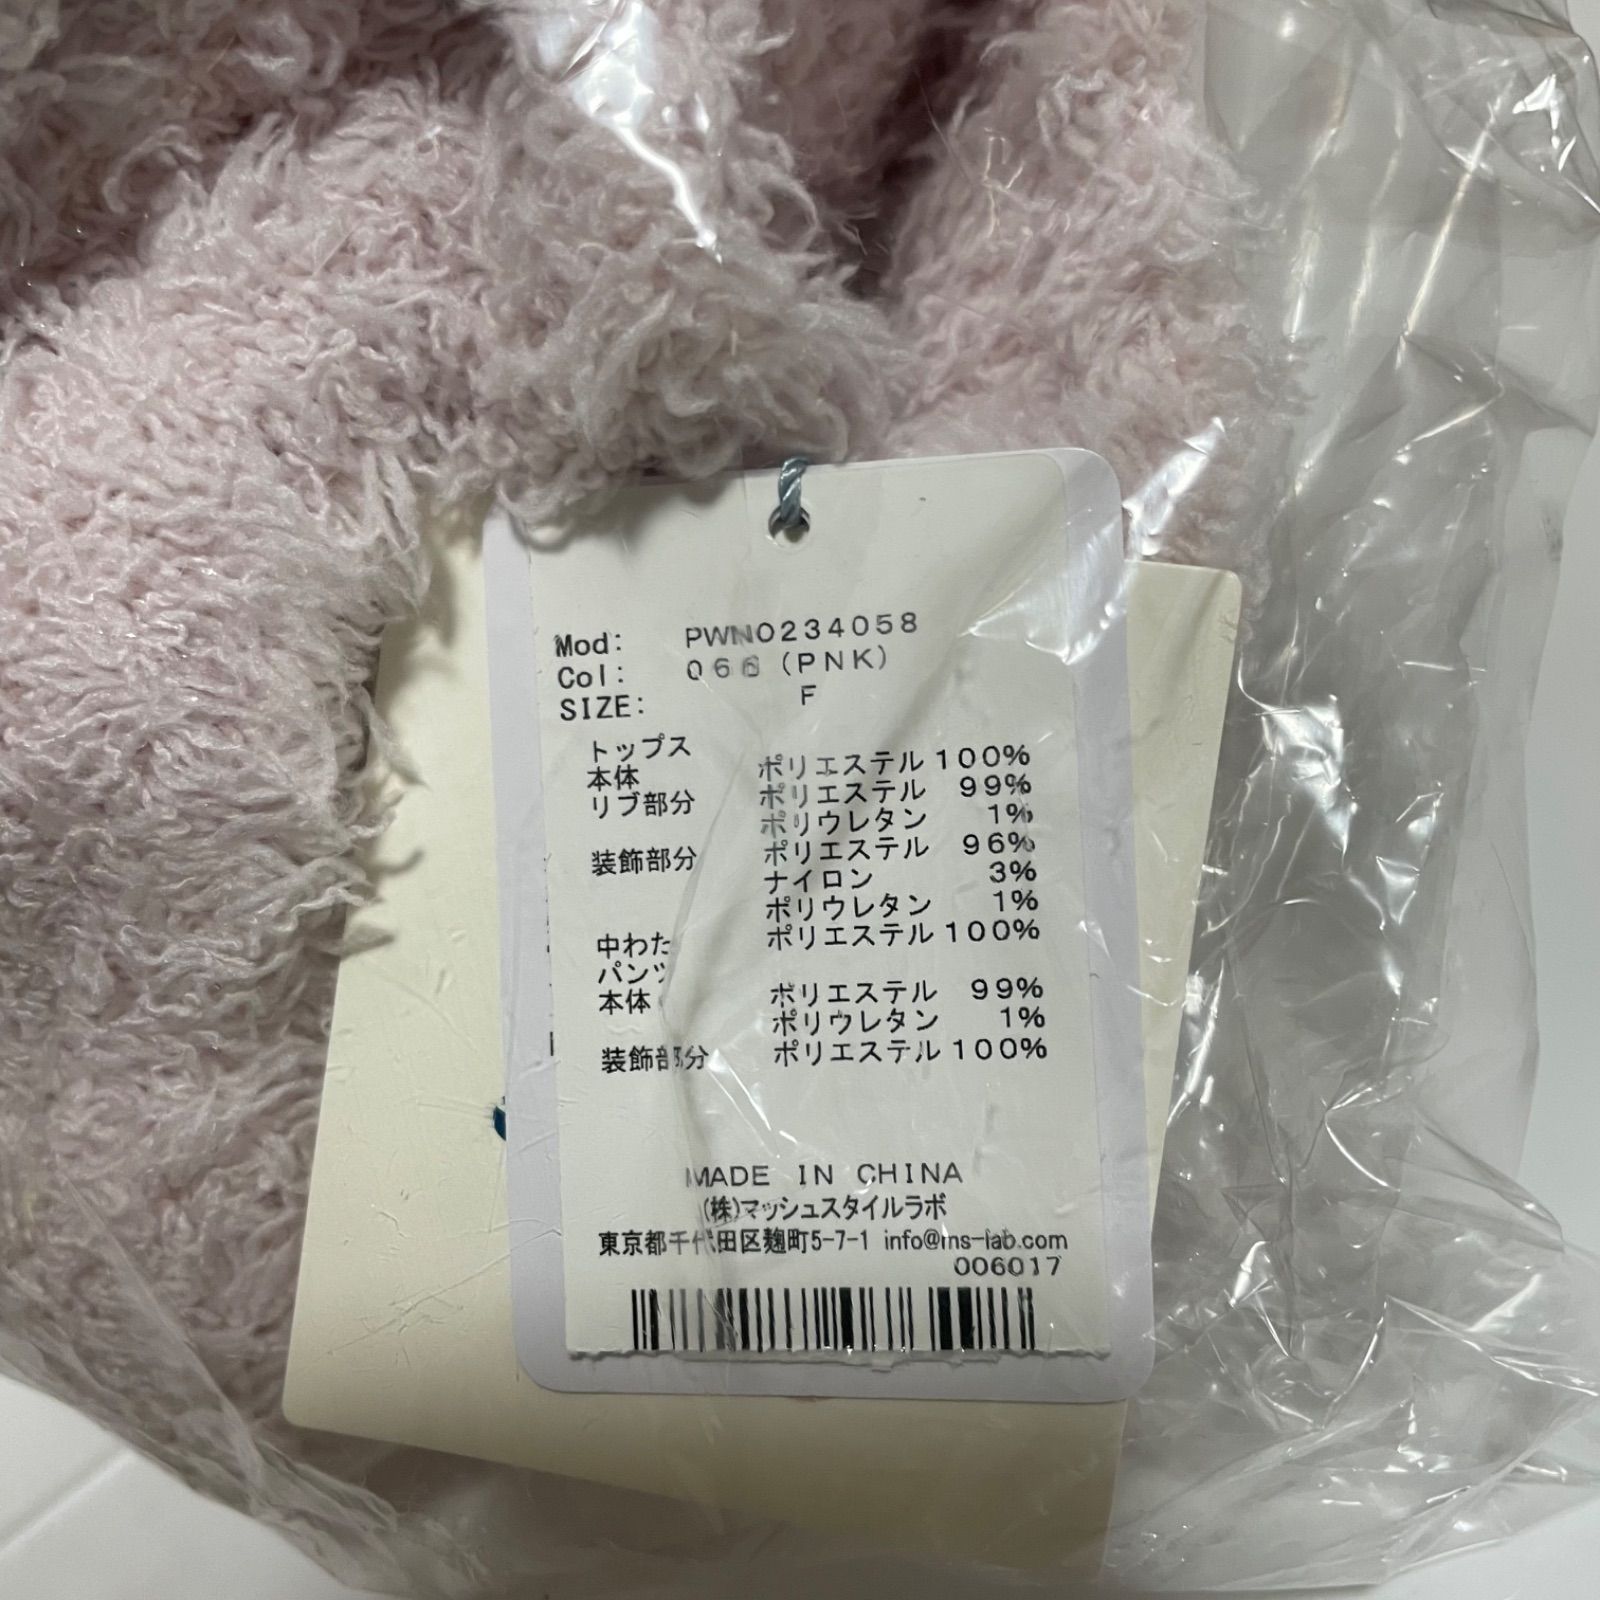 Mod: PWNO234058
Col: 066 (PNK)
SIZE: F
トップス
本体 ポリエステル 100%
リブ部分 ポリエステル 99%
ポリウレタン 1%
装飾部分 ポリエステル 96%
ナイロン 3%
ポリウレタン 1%
中わた ポリエステル 100%
パンツ
本体 ポリエステル 99%
ポリウレタン 1%
装飾部分 ポリエステル 100%
MADE IN CHINA
(株)マッシュスタイルラボ
東京都千代田区麹町5-7-1 info@ms-lab.com
006017